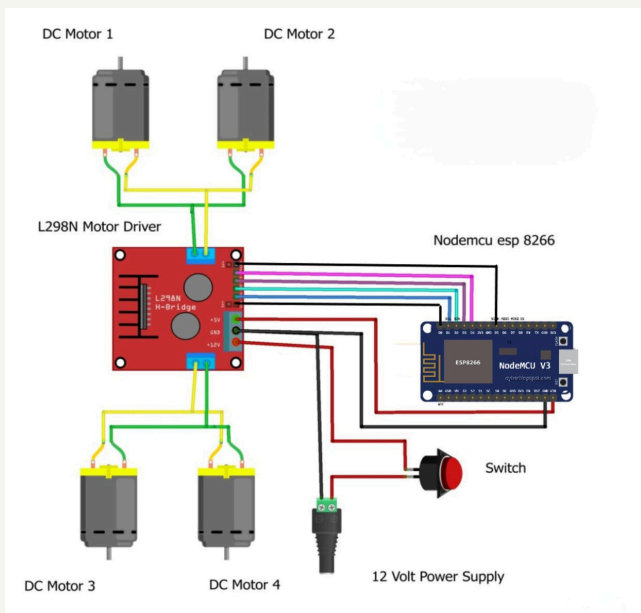 DC Motor 1
DC Motor 2
L298N Motor Driver
Nodemcu esp 8266
L298N
H-Bridge
+5V
GND
+12V
ESP8266
NodeMCU V3
Switch
12 Volt Power Supply
DC Motor 3
DC Motor 4